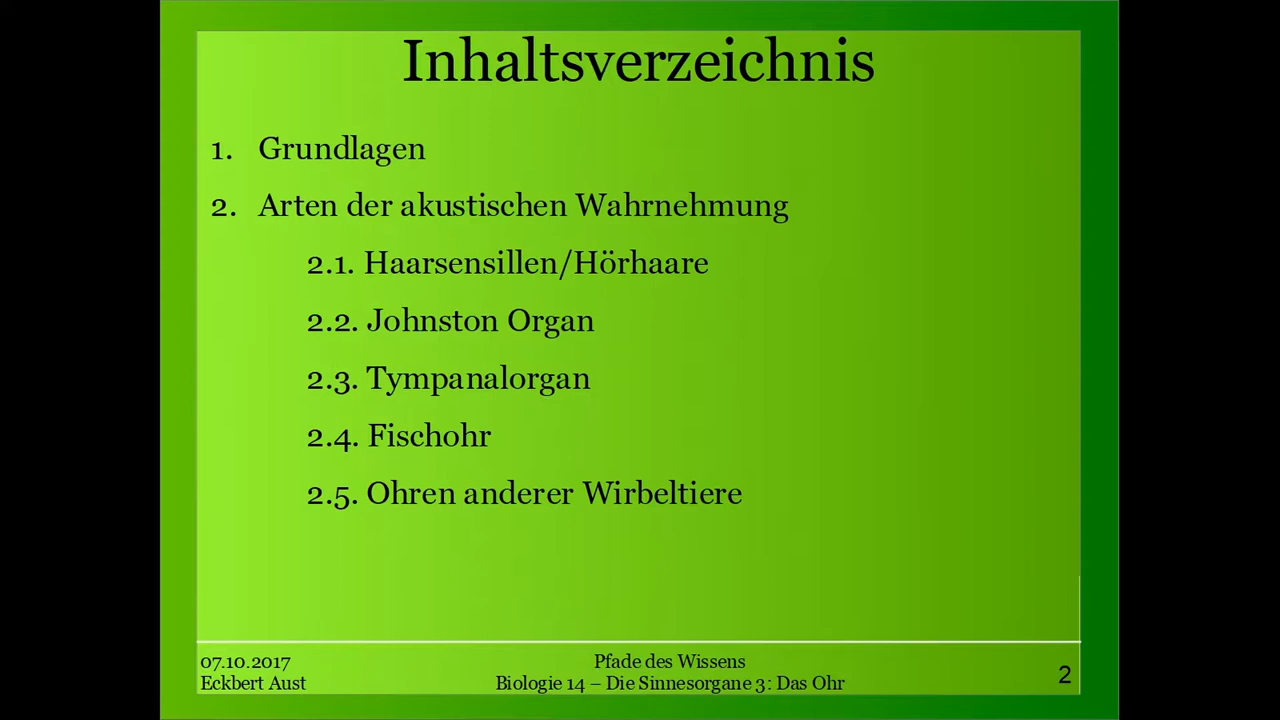 Inhaltsverzeichnis
1. Grundlagen
2. Arten der akustischen Wahrnehmung
2.1. Haarsensillen/Hörhaare
2.2. Johnston Organ
2.3. Tympanalorgan
2.4. Fischohr
2.5. Ohren anderer Wirbeltiere
07.10.2017
Eckbert Aust
Pfade des Wissens
Biologie 14 – Die Sinnesorgane 3: Das Ohr
2